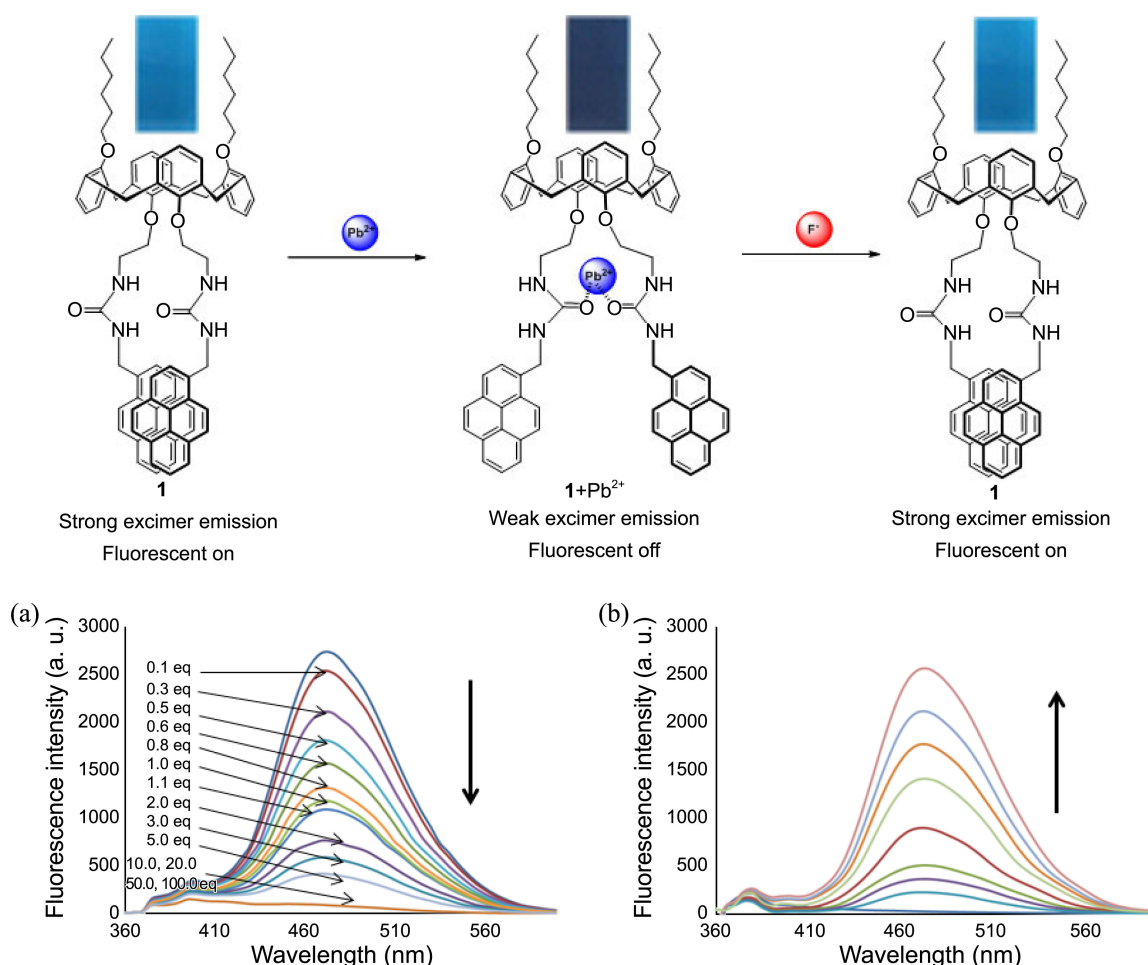 O
O
O
O
O
O
O
O
O
O
O
O
Pb²⁺
F⁻
NH
NH
HN
Pb²⁺
NH
NH
NH
O
O
O
O
O
O
NH
NH
HN
HN
NH
NH
1
1+Pb²⁺
1
Strong excimer emission
Weak excimer emission
Strong excimer emission
Fluorescent on
Fluorescent off
Fluorescent on
(a)
Fluorescence intensity (a. u.)
3000
2500
2000
1500
1000
500
0
0.1 eq
0.3 eq
0.5 eq
0.6 eq
0.8 eq
1.0 eq
1.1 eq
2.0 eq
3.0 eq
5.0 eq
10.0, 20.0
50.0, 100.0eq
360
410
460
510
560
Wavelength (nm)
(b)
Fluorescence intensity (a. u.)
3000
2500
2000
1500
1000
500
0
360
410
460
510
560
Wavelength (nm)